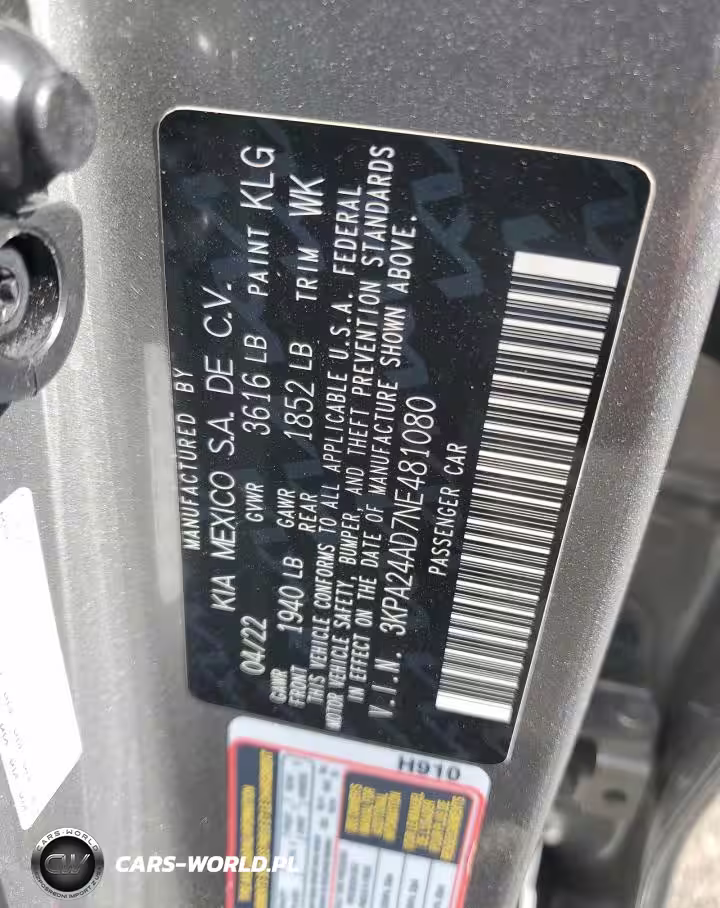 MANUFACTURED BY
KIA MEXICO S.A. DE C.V.
04/22 GVWR 3616 LB PAINT KLG
GAWR FRONT 1940 LB GAWR REAR 1852 LB TRIM WK
THIS VEHICLE CONFORMS TO ALL APPLICABLE U.S.A. FEDERAL
MOTOR VEHICLE SAFETY, BUMPER, AND THEFT PREVENTION STANDARDS
IN EFFECT ON THE DATE OF MANUFACTURE SHOWN ABOVE.
V.I.N. 3KPA24AD7NE481080
PASSENGER CAR
H910
CW
CARS-WORLD.PL